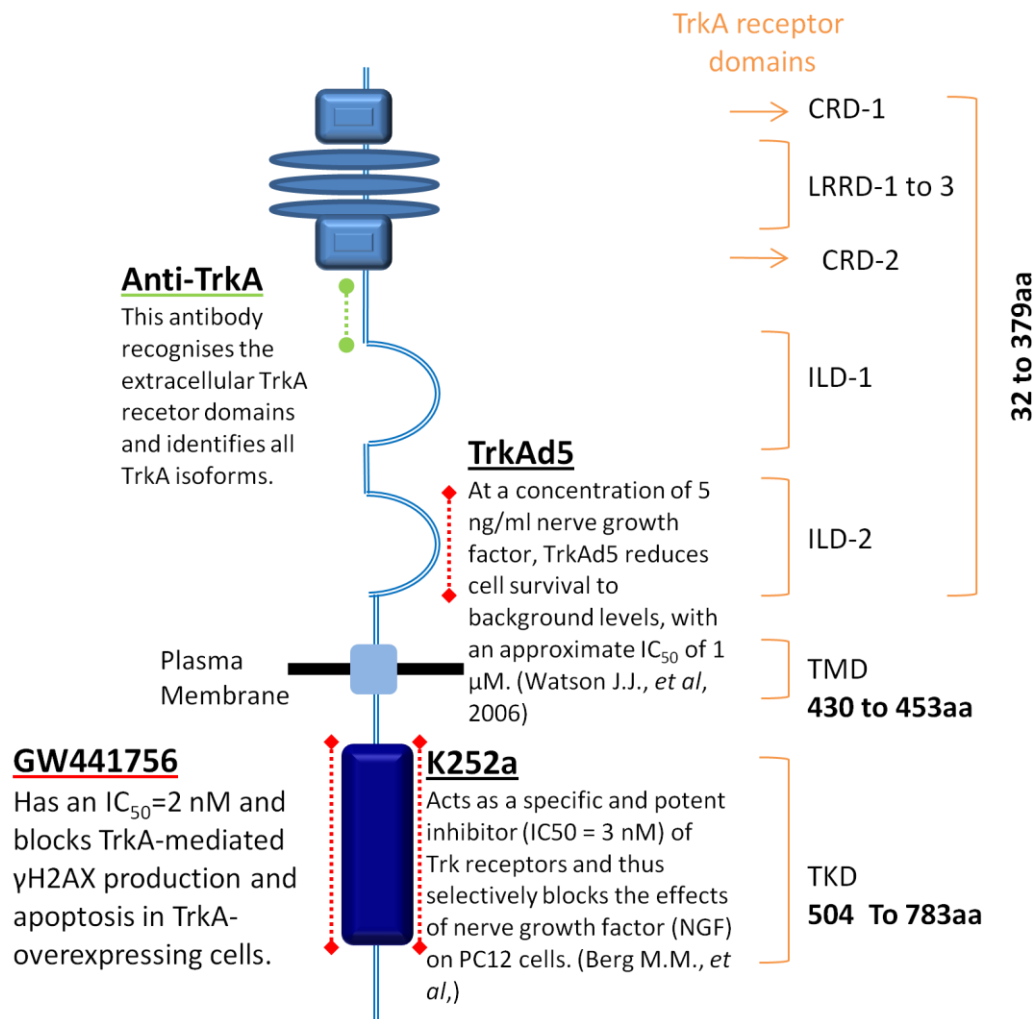 TrkA receptor
domains
CRD-1
LRRD-1 to 3
CRD-2
32 to 379aa
Anti-TrkA
This antibody
recognises the
extracellular TrkA
recetor domains
and identifies all
TrkA isoforms.
ILD-1
TrkAd5
At a concentration of 5
ng/ml nerve growth
factor, TrkAd5 reduces
cell survival to
background levels, with
an approximate IC₅₀ of 1
µM. (Watson J.J., et al,
2006)
ILD-2
Plasma
Membrane
TMD
430 to 453aa
GW441756
Has an IC₅₀=2 nM and
blocks TrkA-mediated
γH2AX production and
apoptosis in TrkA-
overexpressing cells.
K252a
Acts as a specific and potent
inhibitor (IC50 = 3 nM) of
Trk receptors and thus
selectively blocks the effects
of nerve growth factor (NGF)
on PC12 cells. (Berg M.M., et
al,)
TKD
504 To 783aa